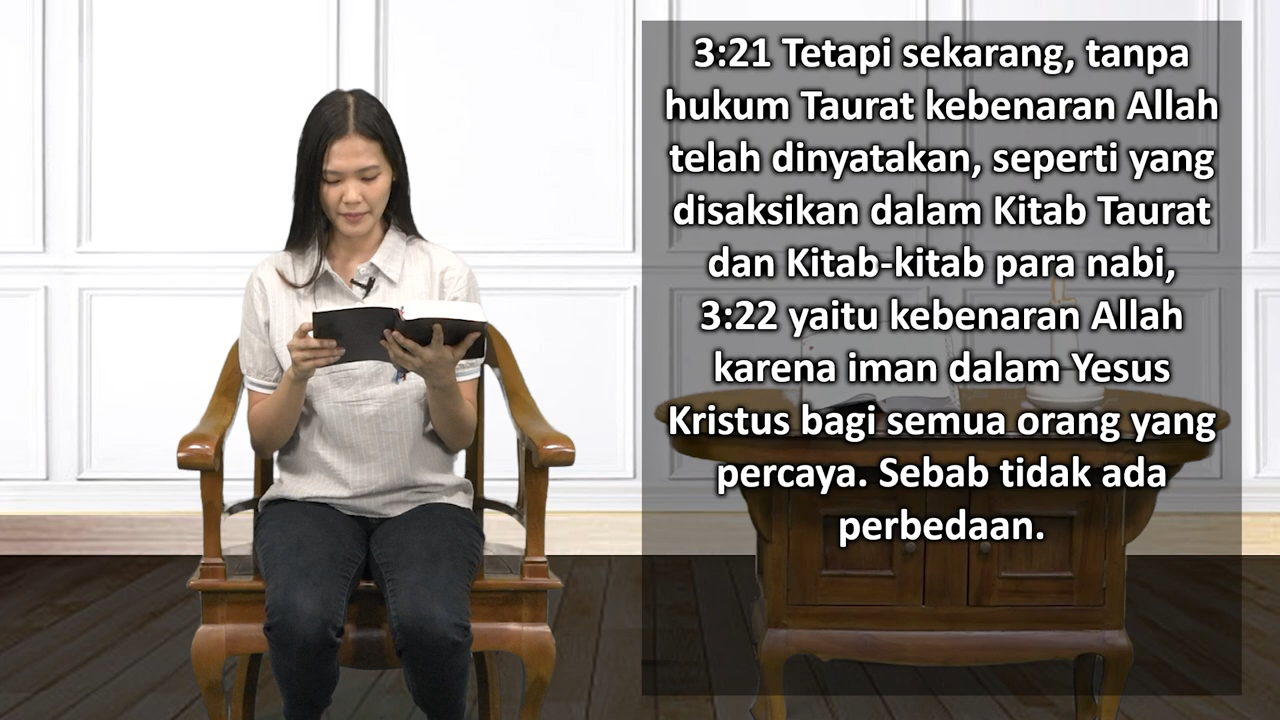 3:21 Tetapi sekarang, tanpa
hukum Taurat kebenaran Allah
telah dinyatakan, seperti yang
disaksikan dalam Kitab Taurat
dan Kitab-kitab para nabi,
3:22 yaitu kebenaran Allah
karena iman dalam Yesus
Kristus bagi semua orang yang
percaya. Sebab tidak ada
perbedaan.